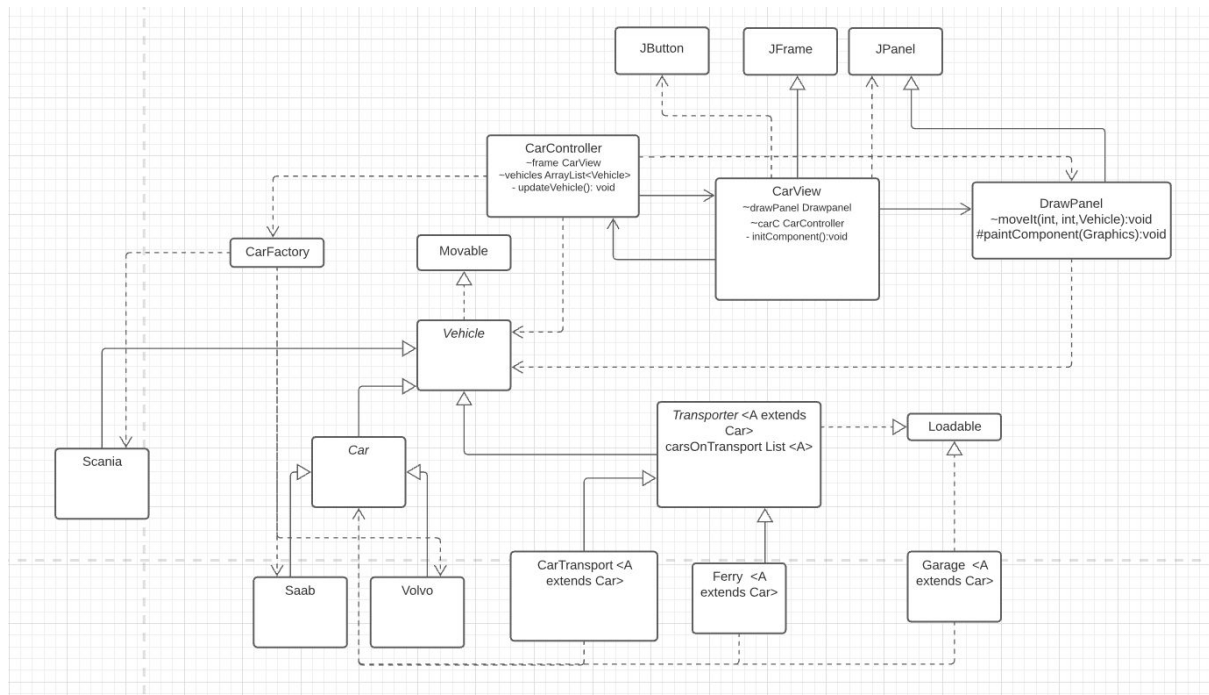 JButton
JFrame
JPanel
CarController
~frame CarView
~vehicles ArrayList<Vehicle>
- updateVehicle(): void
CarView
~drawPanel Drawpanel
~carC CarController
- initComponent():void
DrawPanel
~moveIt(int, int,Vehicle):void
#paintComponent(Graphics):void
CarFactory
Movable
Vehicle
Transporter <A extends
Car>
carsOnTransport List <A>
Loadable
Car
Scania
CarTransport <A
extends Car>
Ferry <A
extends Car>
Garage <A
extends Car>
Saab
Volvo